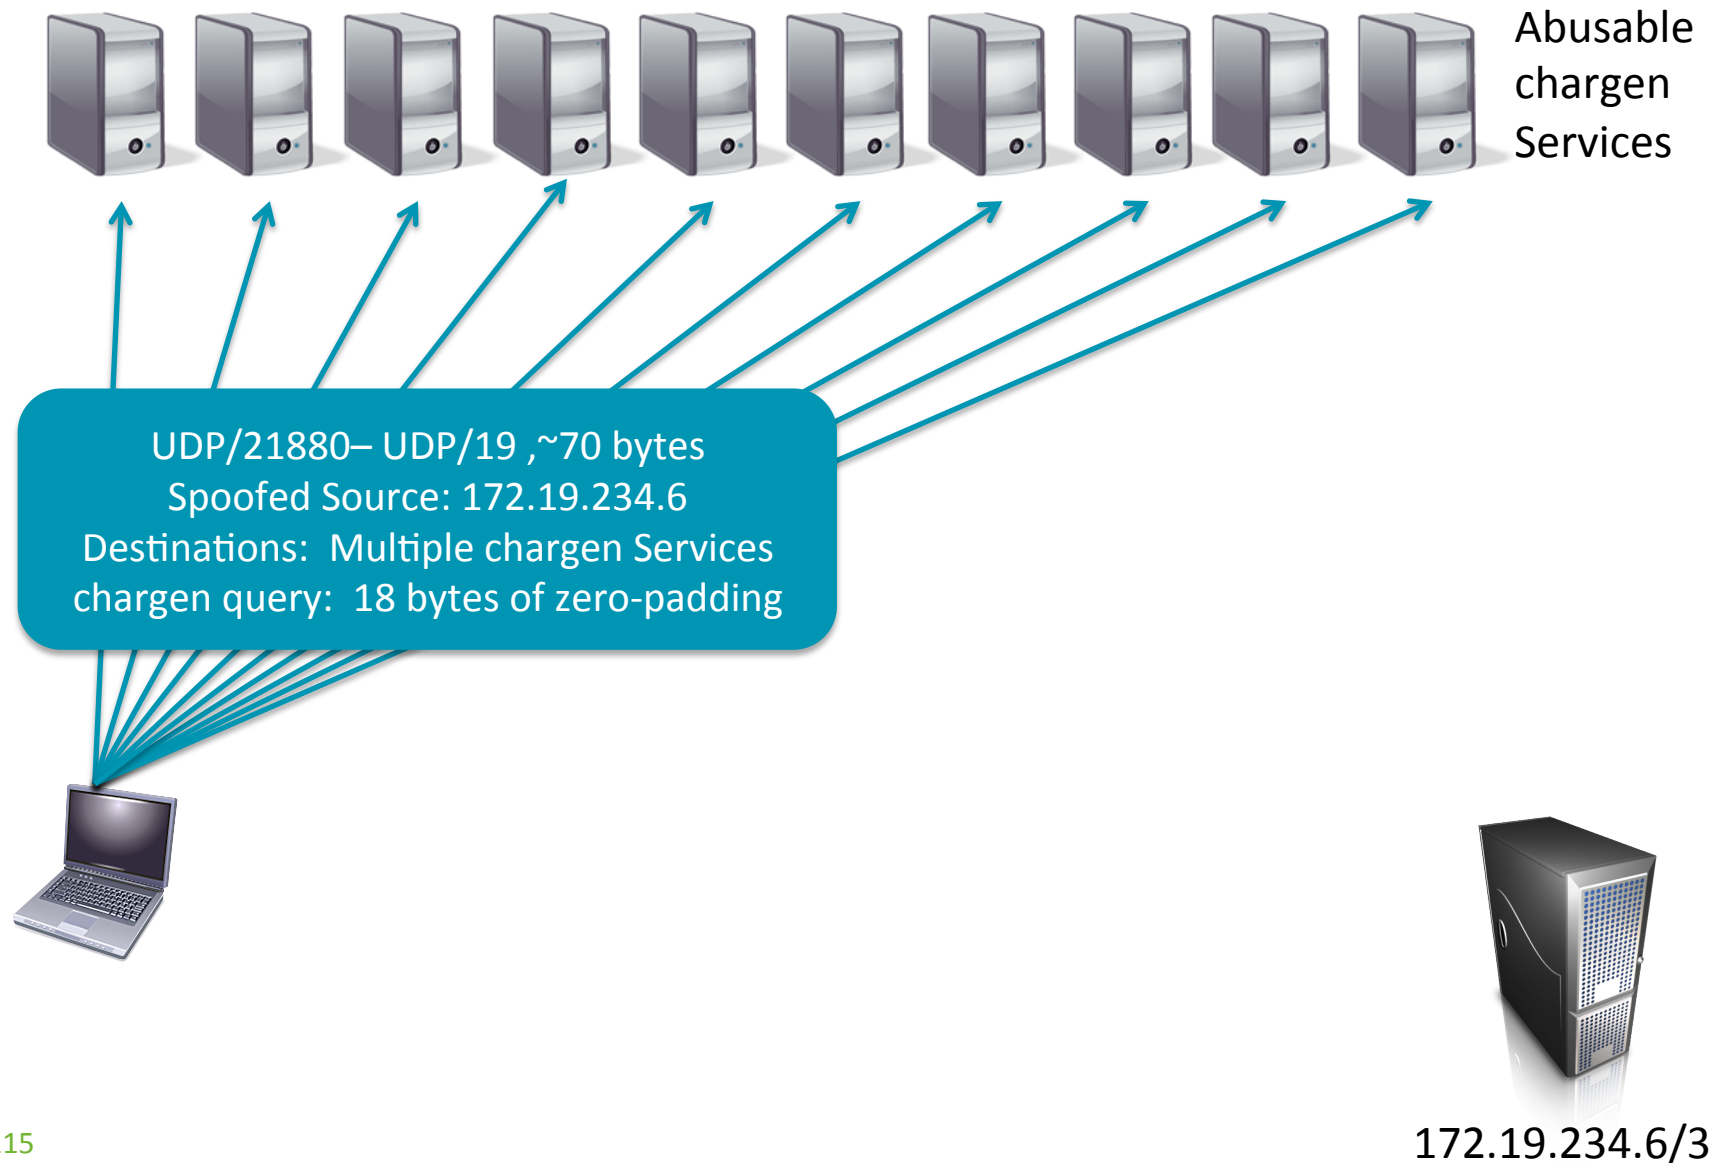 Abusable
chargen
Services
UDP/21880– UDP/19 ,~70 bytes
Spoofed Source: 172.19.234.6
Destinations: Multiple chargen Services
chargen query: 18 bytes of zero-padding
15
172.19.234.6/3